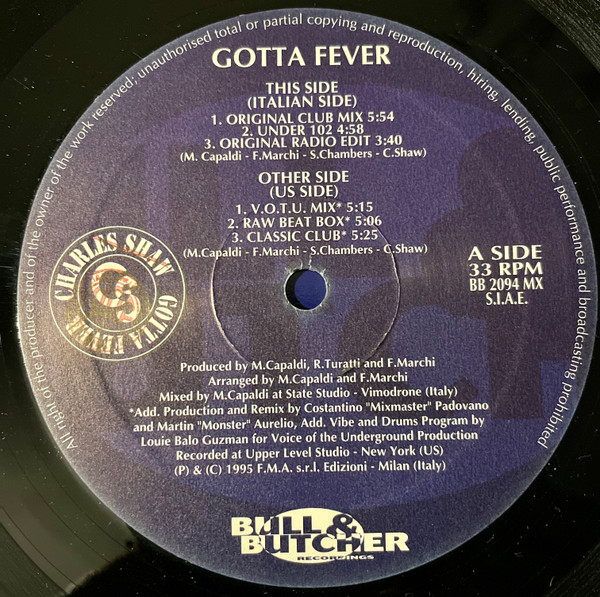 All right of the producer and of the owner of the work reserved; unauthorised total or partial copying and reproduction, hiring, lending, public performance and broadcasting prohibited
GOTTA FEVER
THIS SIDE
(ITALIAN SIDE)
1. ORIGINAL CLUB MIX 5:54
2. UNDER 102 4:58
3. ORIGINAL RADIO EDIT 3:40
(M. Capaldi - F.Marchi - S.Chambers - C.Shaw)
OTHER SIDE
(US SIDE)
1. V.O.T.U. MIX* 5:15
2. RAW BEAT BOX* 5:06
3. CLASSIC CLUB* 5:25
(M.Capaldi - F.Marchi - S.Chambers - C.Shaw)
CHARLES SHAW
CS
GOTTA FEVER
A SIDE
33 RPM
BB 2094 MX
S.I.A.E.
Produced by M.Capaldi, R.Turatti and F.Marchi
Arranged by M.Capaldi and F.Marchi
Mixed by M.Capaldi at State Studio - Vimodrone (Italy)
*Add. Production and Remix by Costantino "Mixmaster" Padovano
and Martin "Monster" Aurelio, Add. Vibe and Drums Program by
Louie Balo Guzman for Voice of the Underground Production
Recorded at Upper Level Studio - New York (US)
(P) & (C) 1995 F.M.A. s.r.l. Edizioni - Milan (Italy)
BULL &
BUTCHER
RECORDINGS